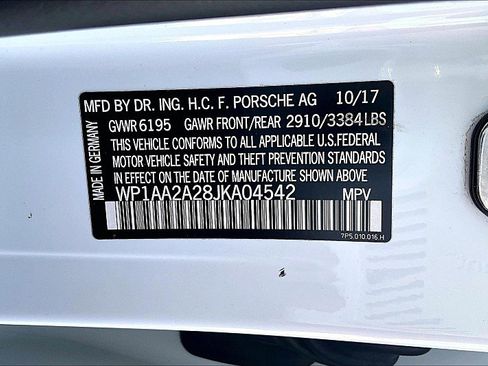 MFD BY DR. ING. H.C. F. PORSCHE AG 10/17
GVWR 6195 GAWR FRONT/REAR 2910/3384LBS
THIS VEHICLE CONFORMS TO ALL APPLICABLE U.S.FEDERAL
MOTOR VEHICLE SAFETY AND THEFT PREVENTION STANDARDS
IN EFFECT ON THE DATE OF MANUFACTURE SHOWN ABOVE
WP1AA2A28JKA04542 MPV
7P5.010.016.H
MADE IN GERMANY